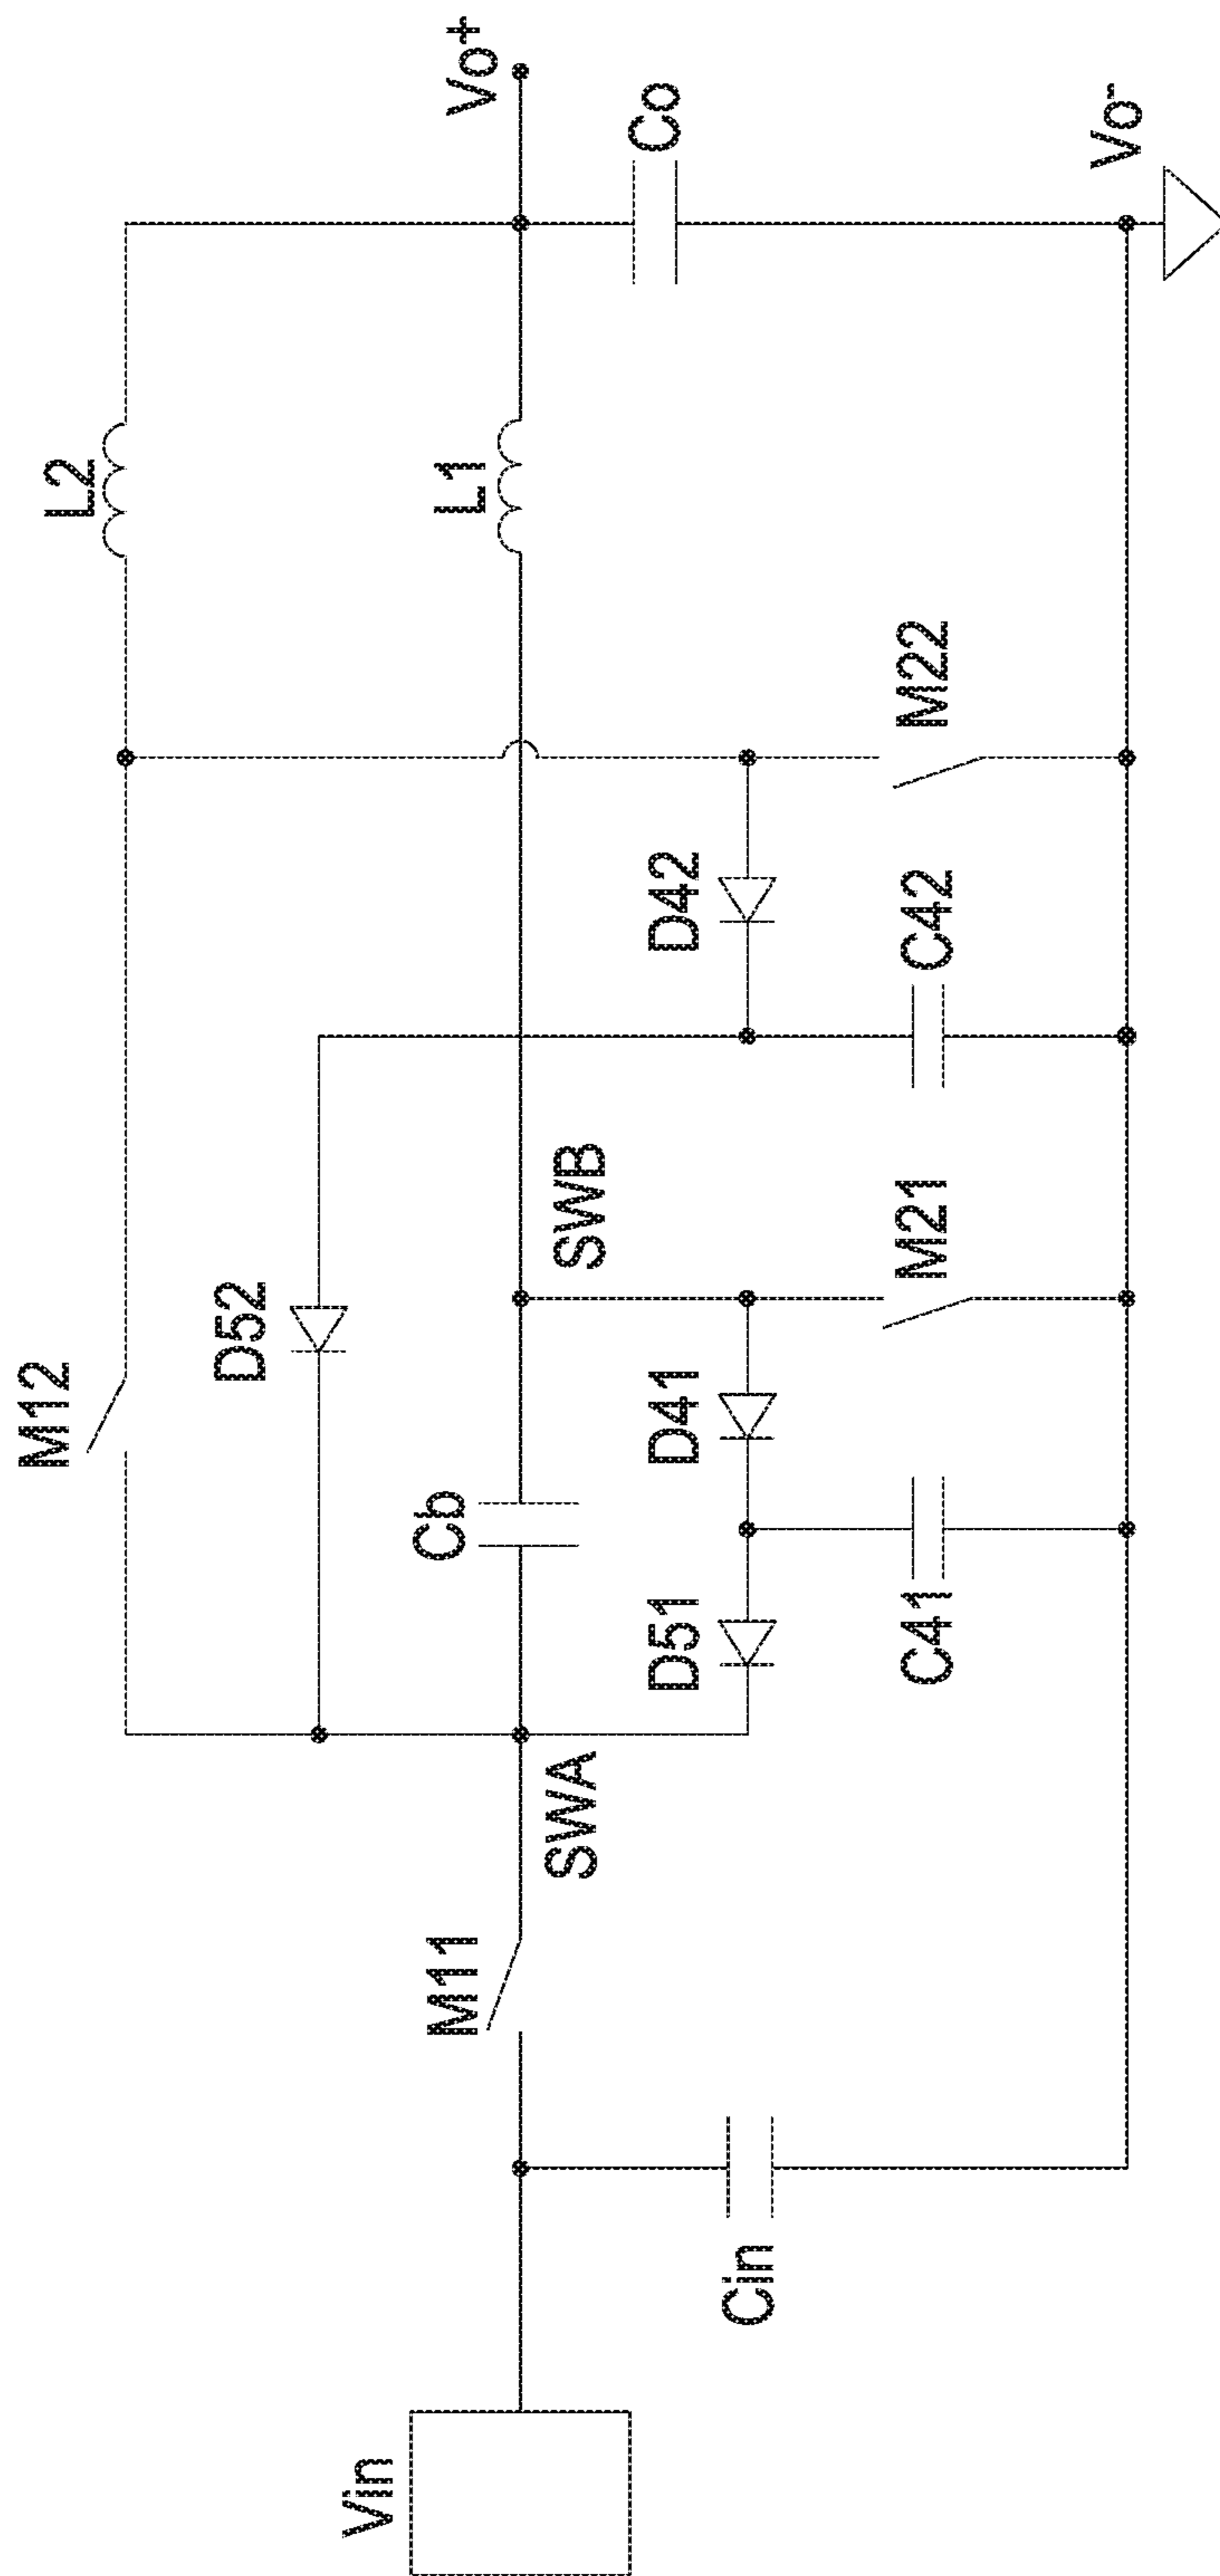 Vin
Cin
M11
SWA
M12
D52
Cb
D51
C41
D41
M21
SWB
D42
C42
M22
L2
L1
Co
Vo+
Vo-